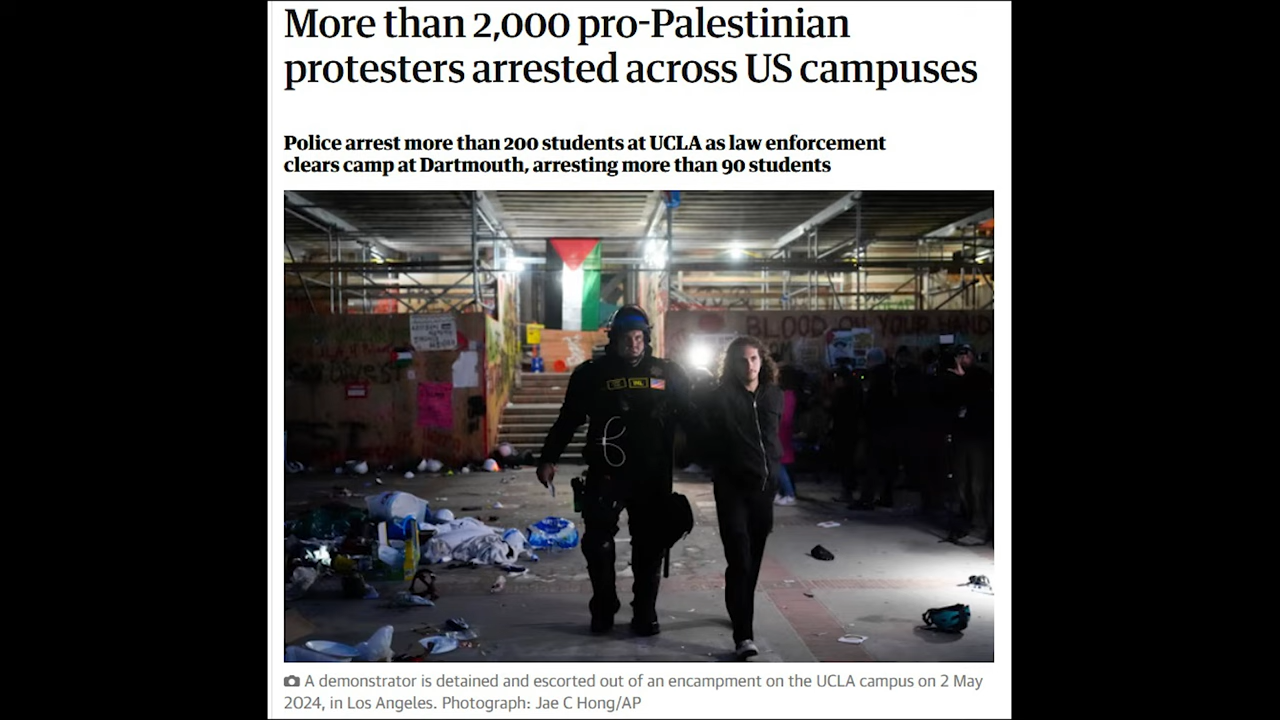 More than 2,000 pro-Palestinian
protesters arrested across US campuses
Police arrest more than 200 students at UCLA as law enforcement
clears camp at Dartmouth, arresting more than 90 students
BLOOD ON YOUR HAND
A demonstrator is detained and escorted out of an encampment on the UCLA campus on 2 May
2024, in Los Angeles. Photograph: Jae C Hong/AP